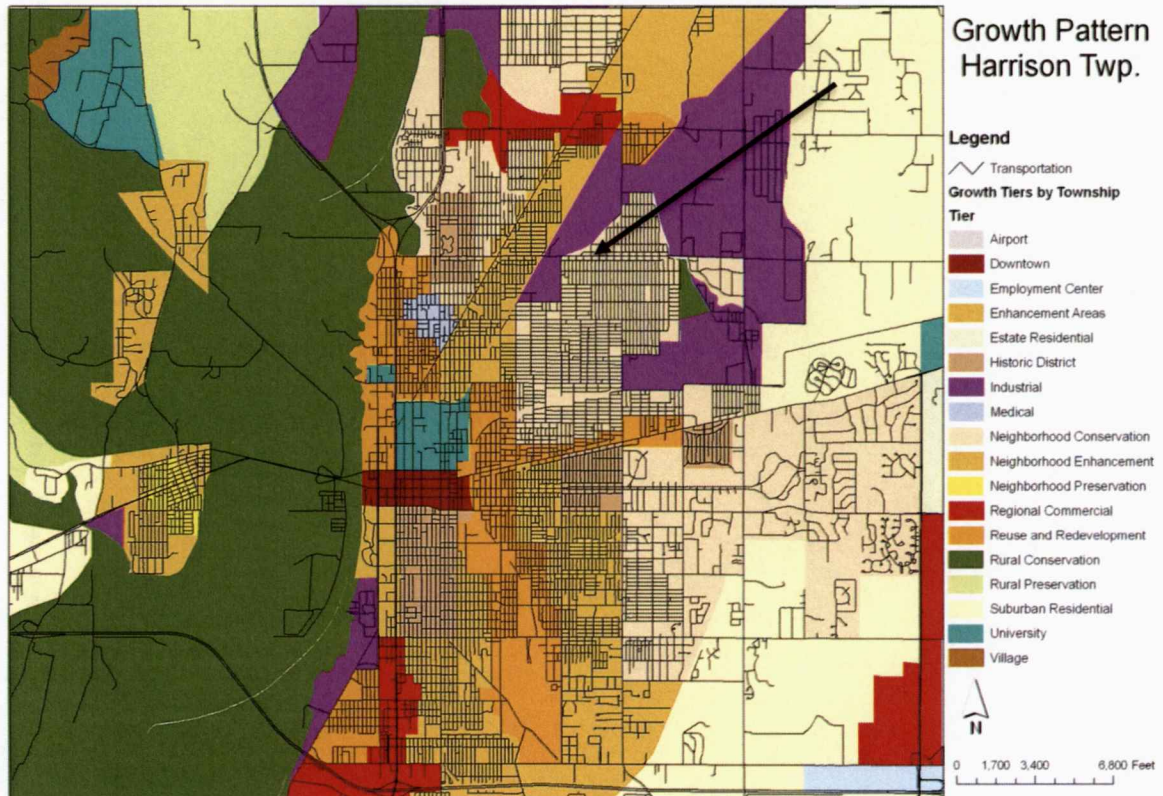 Growth Pattern
Harrison Twp.
Legend
Transportation
Growth Tiers by Township
Tier
Airport
Downtown
Employment Center
Enhancement Areas
Estate Residential
Historic District
Industrial
Medical
Neighborhood Conservation
Neighborhood Enhancement
Neighborhood Preservation
Regional Commercial
Reuse and Redevelopment
Rural Conservation
Rural Preservation
Suburban Residential
University
Village
N
0 1,700 3,400 6,800 Feet